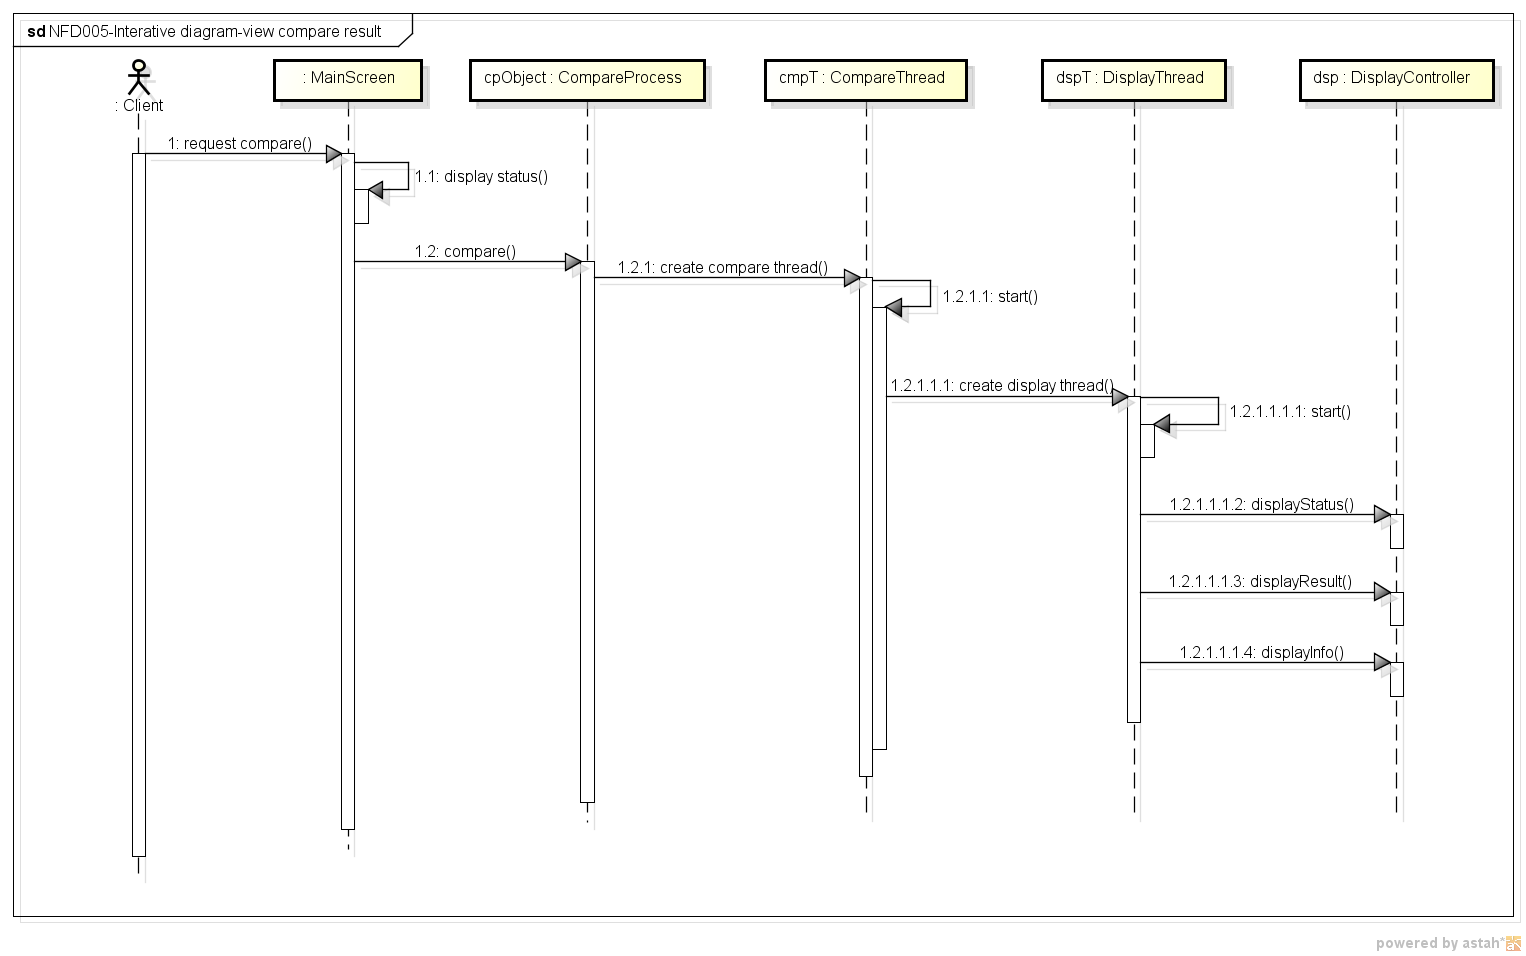 sd NFD005-Interative diagram-view compare result
: Client
: MainScreen
cpObject : CompareProcess
cmpT : CompareThread
dspT : DisplayThread
dsp : DisplayController
1: request compare()
1.1: display status()
1.2: compare()
1.2.1: create compare thread()
1.2.1.1: start()
1.2.1.1.1: create display thread()
1.2.1.1.1.1: start()
1.2.1.1.1.2: displayStatus()
1.2.1.1.1.3: displayResult()
1.2.1.1.1.4: displayInfo()
powered by astah*